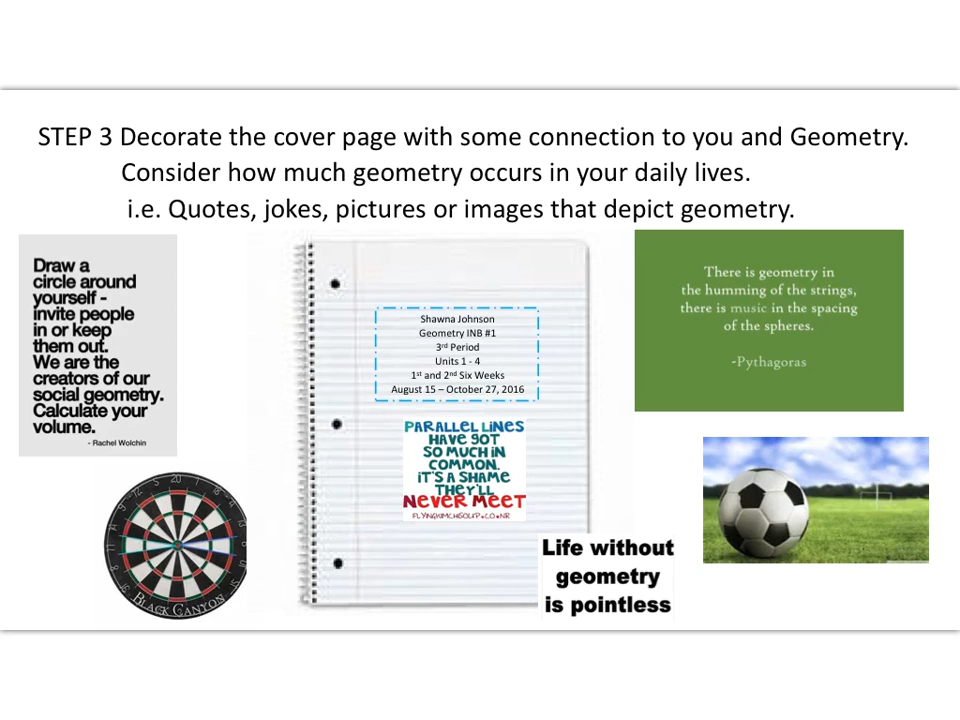 STEP 3 Decorate the cover page with some connection to you and Geometry.
Consider how much geometry occurs in your daily lives.
i.e. Quotes, jokes, pictures or images that depict geometry.
Draw a
circle around
yourself -
invite people
in or keep
them out.
We are the
creators of our
social geometry.
Calculate your
volume.
- Rachel Wolchin
Shawna Johnson
Geometry INB #1
3rd Period
Units 1 - 4
1st and 2nd Six Weeks
August 15 – October 27, 2016
PARALLEL LINES
HAVE GOT
SO MUCH IN
COMMON.
IT'S A SHAME
THEY'LL
NEVER MEET
There is geometry in
the humming of the strings,
there is music in the spacing
of the spheres.
-Pythagoras
BLACK CANYON
Life without
geometry
is pointless